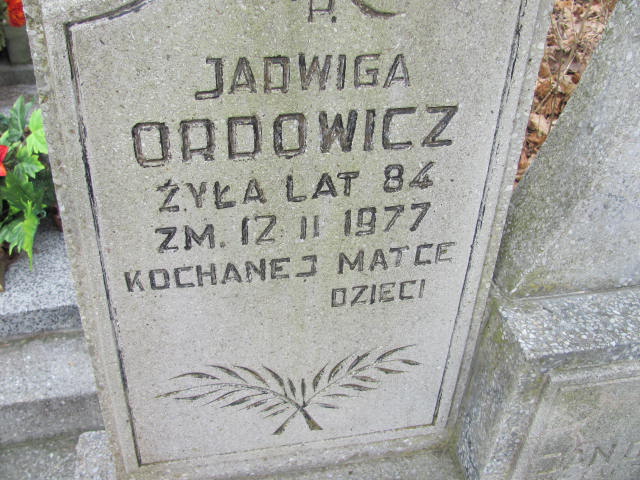 P.
JADWIGA
ORDOWICZ
ŻYŁA LAT 84
ZM. 12 II 1977
KOCHANEJ MATCE
DZIECI